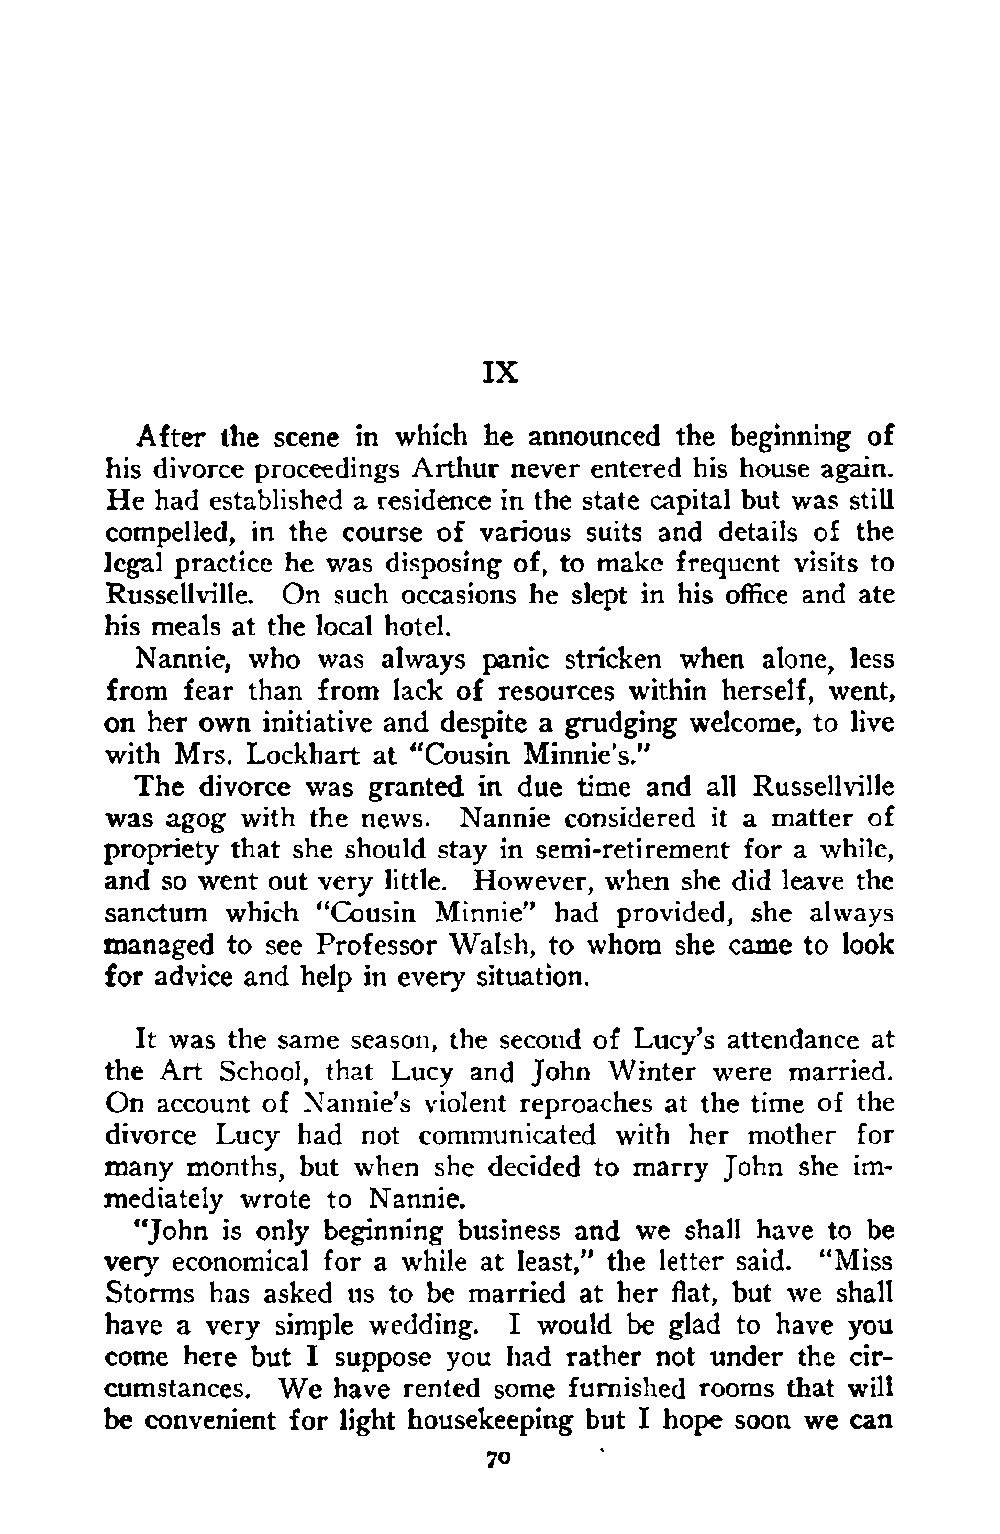 IX
After the scene in which he announced the beginning of
his divorce proceedings Arthur never entered his house again.
He had established a residence in the state capital but was still
compelled, in the course of various suits and details of the
legal practice he was disposing of, to make frequent visits to
Russellville. On such occasions he slept in his office and ate
his meals at the local hotel.
Nannie, who was always panic stricken when alone, less
from fear than from lack of resources within herself, went,
on her own initiative and despite a grudging welcome, to live
with Mrs. Lockhart at “Cousin Minnie's.”
The divorce was granted in due time and all Russellville
was agog with the news. Nannie considered it a matter of
propriety that she should stay in semi-retirement for a while,
and so went out very little. However, when she did leave the
sanctum which “Cousin Minnie” had provided, she always
managed to see Professor Walsh, to whom she came to look
for advice and help in every situation.
It was the same season, the second of Lucy's attendance at
the Art School, that Lucy and John Winter were married.
On account of Nannie's violent reproaches at the time of the
divorce Lucy had not communicated with her mother for
many months, but when she decided to marry John she im-
mediately wrote to Nannie.
“John is only beginning business and we shall have to be
very economical for a while at least,” the letter said. “Miss
Storms has asked us to be married at her flat, but we shall
have a very simple wedding. I would be glad to have you
come here but I suppose you had rather not under the cir-
cumstances. We have rented some furnished rooms that will
be convenient for light housekeeping but I hope soon we can
70